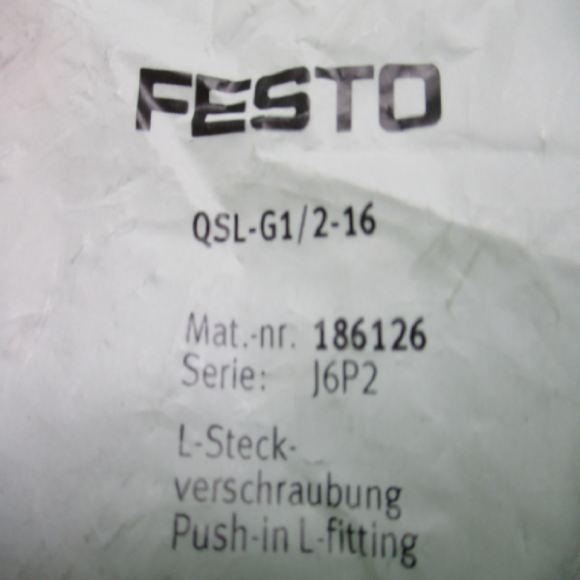 FESTO
QSL-G1/2-16
Mat.-nr. 186126
Serie: J6P2
L-Steck-
verschraubung
Push-in L-fitting